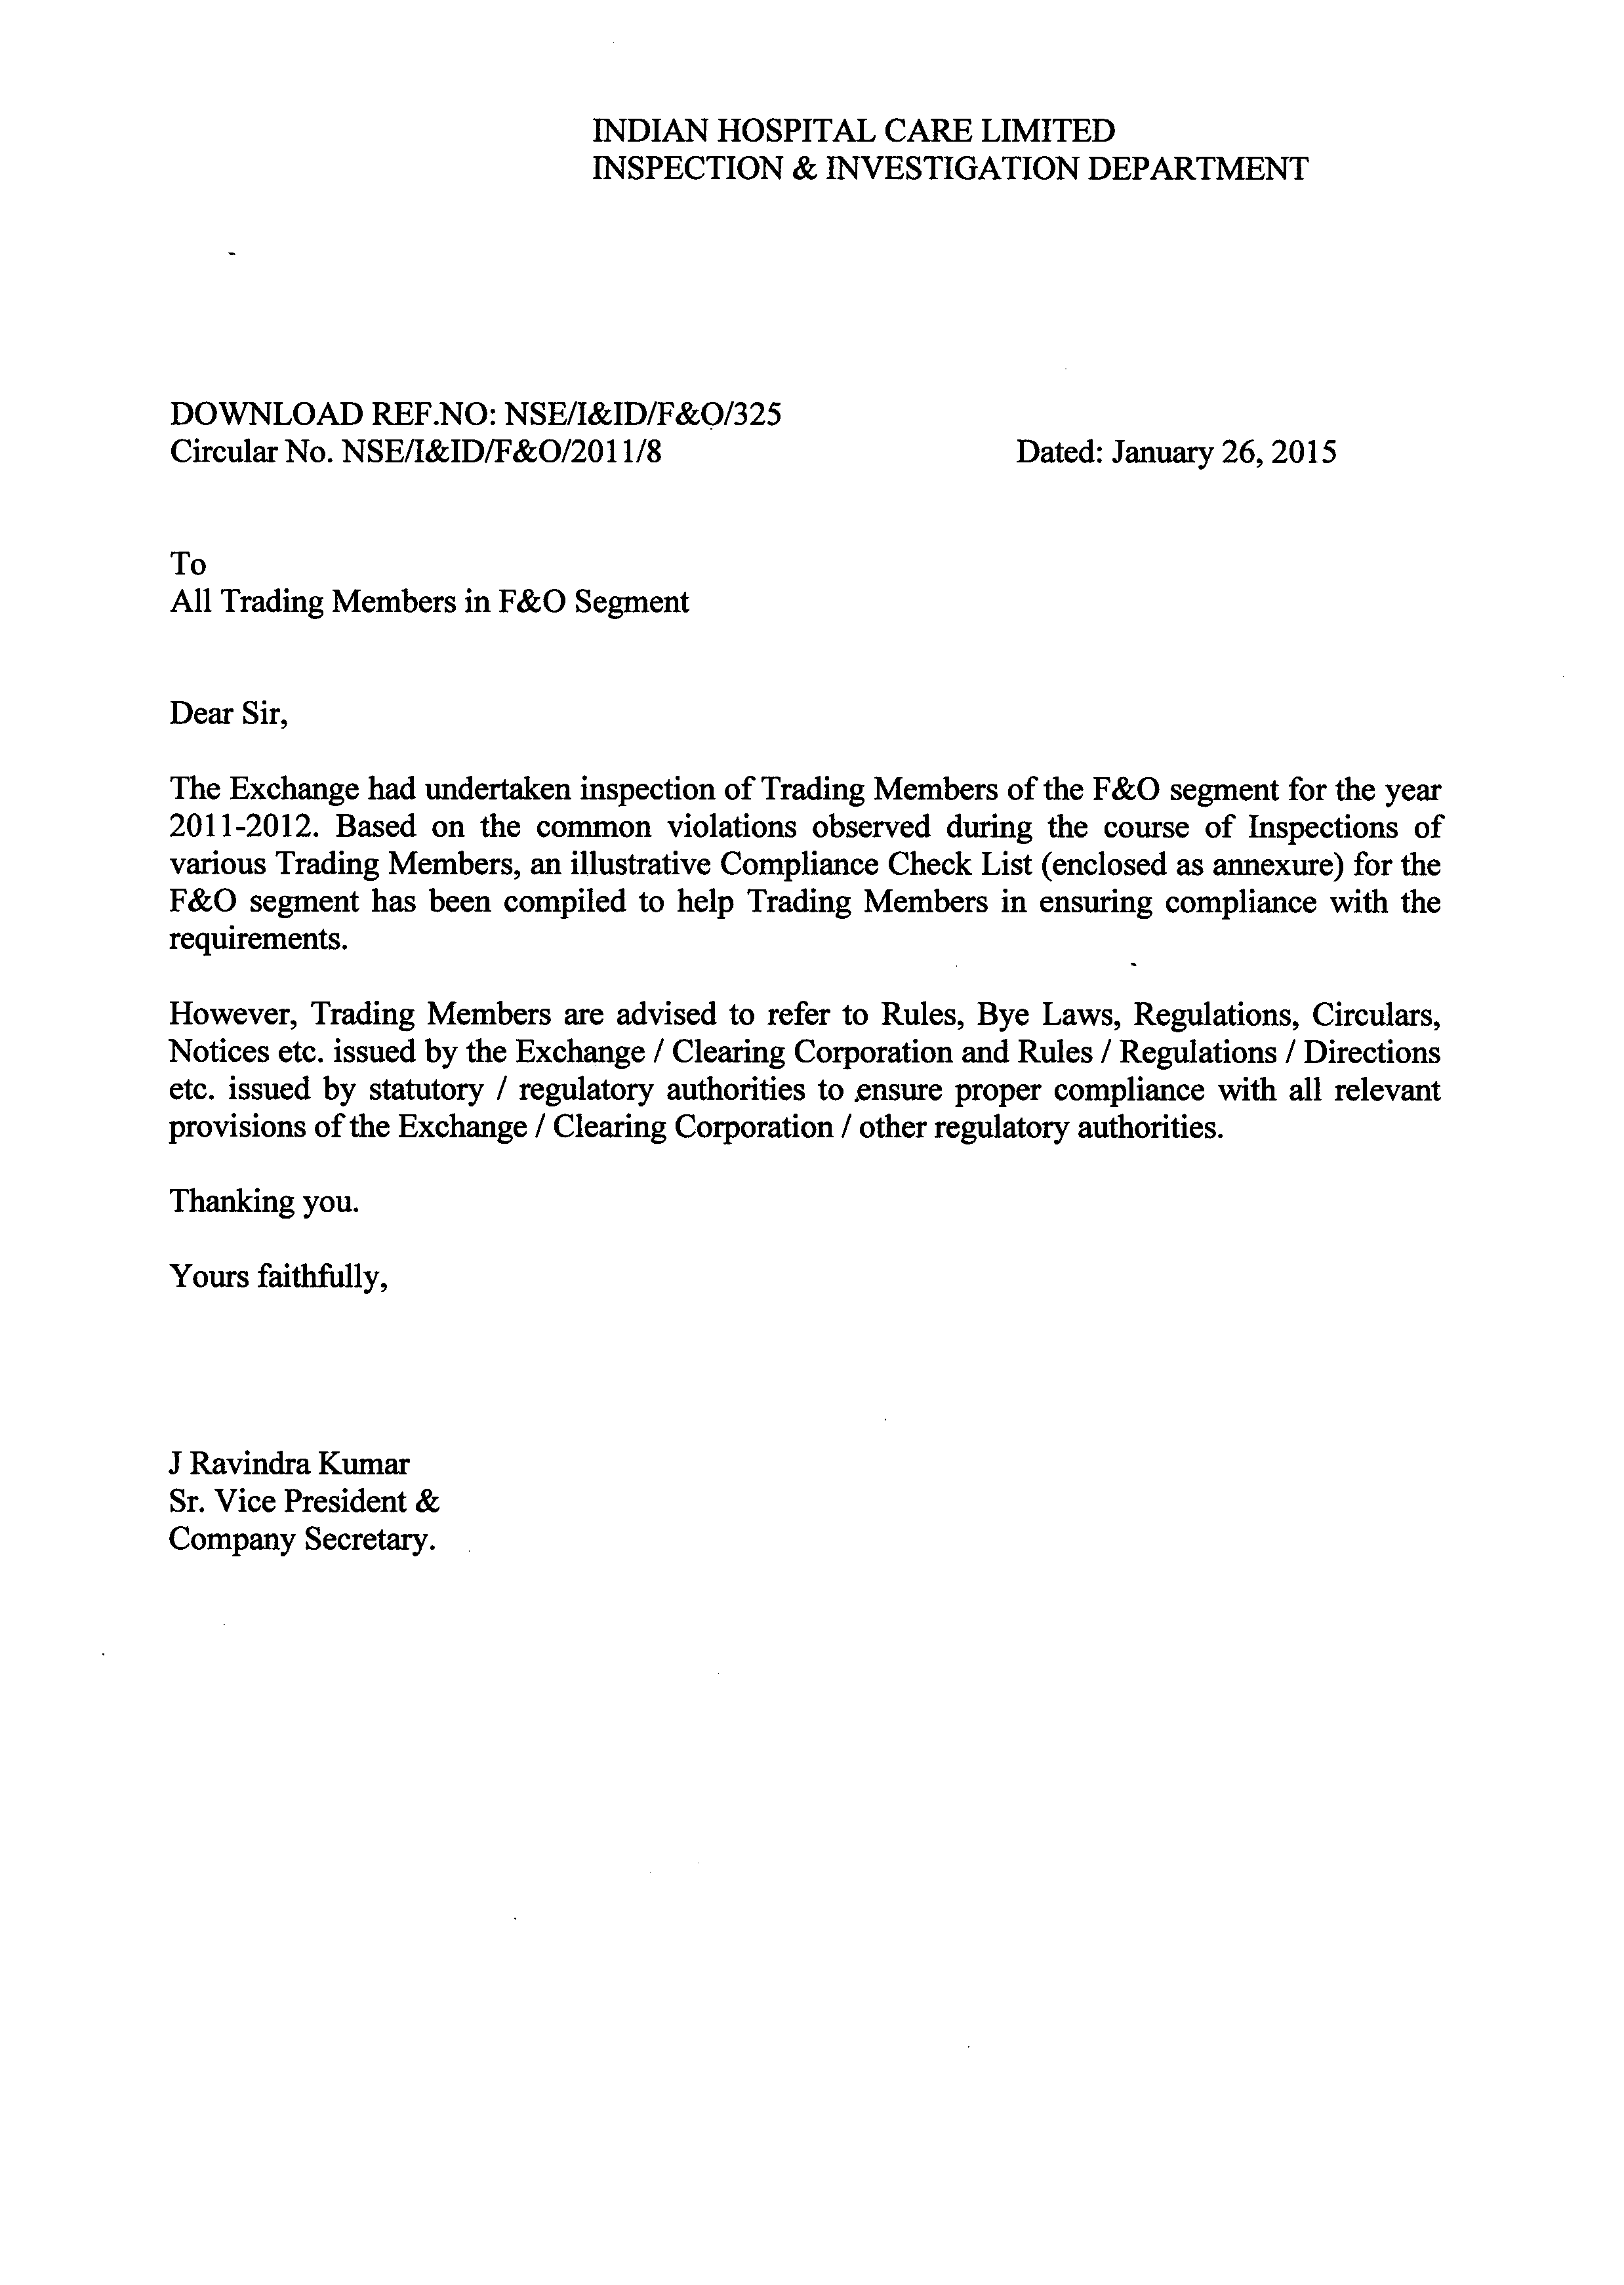 INDIAN HOSPITAL CARE LIMITED
INSPECTION & INVESTIGATION DEPARTMENT
DOWNLOAD REF.NO: NSE/I&ID/F&O/325
Circular No. NSE/I&ID/F&O/2011/8 Dated: January 26, 2015
To
All Trading Members in F&O Segment
Dear Sir,
The Exchange had undertaken inspection of Trading Members of the F&O segment for the year
2011-2012. Based on the common violations observed during the course of Inspections of
various Trading Members, an illustrative Compliance Check List (enclosed as annexure) for the
F&O segment has been compiled to help Trading Members in ensuring compliance with the
requirements.
However, Trading Members are advised to refer to Rules, Bye Laws, Regulations, Circulars,
Notices etc. issued by the Exchange / Clearing Corporation and Rules / Regulations / Directions
etc. issued by statutory / regulatory authorities to ensure proper compliance with all relevant
provisions of the Exchange / Clearing Corporation / other regulatory authorities.
Thanking you.
Yours faithfully,
J Ravindra Kumar
Sr. Vice President &
Company Secretary.